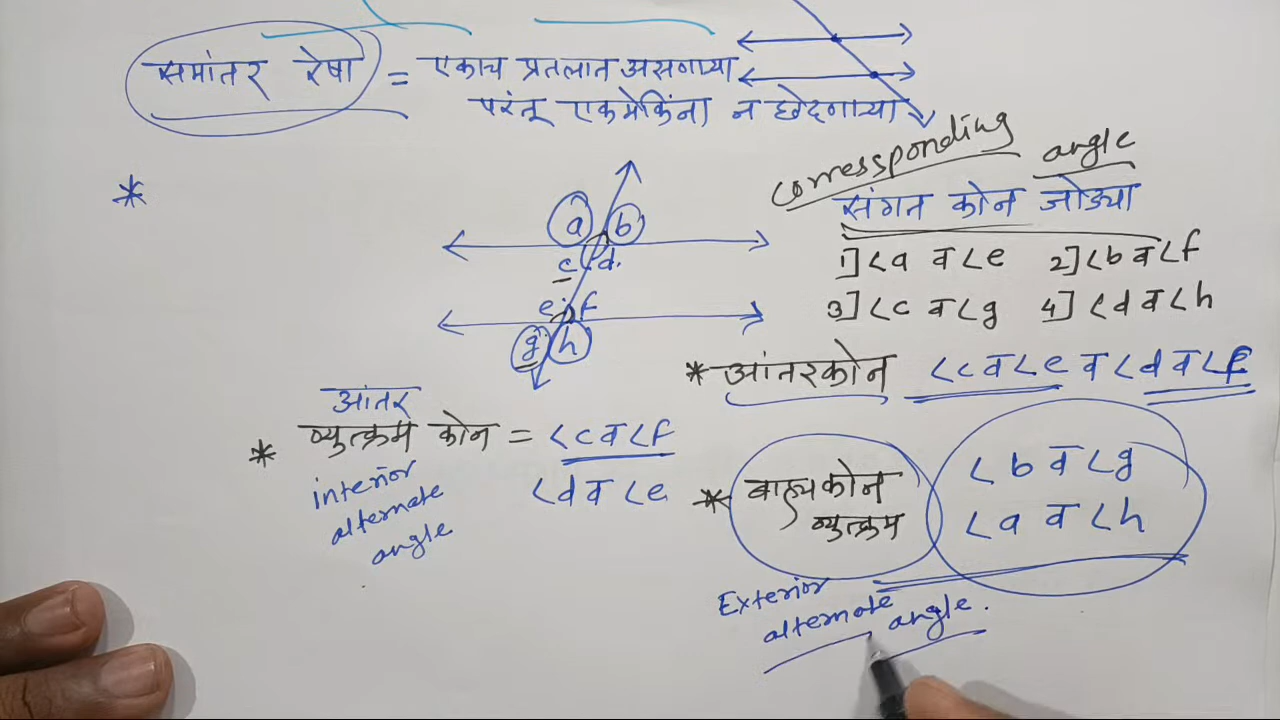 समांतर रेषा = एकाच प्रतलात असणाऱ्या
परंतू एकमेकिंना न छेदणाऱ्या
corressponding angle
*
संगत कोन जोड्या
a b
1] <a व <e 2] <b व <f
c d
3] <c व <g 4] <d व <h
e f
g h
* आंतरकोन <c व <e व <d व <f
आंतर
* व्युत्क्रम कोन = <c व <f
<d व <e
interior
alternate
angle
* बाह्यकोन
व्युत्क्रम
<b व <g
<a व <h
Exterior
alternate angle.